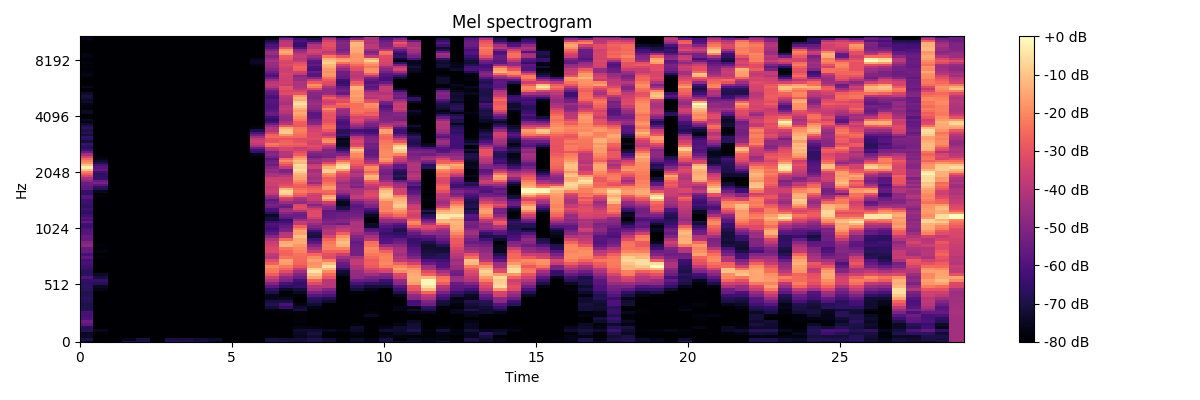 Mel spectrogram
Hz
8192
4096
2048
1024
512
0
0 5 10 15 20 25
Time
+0 dB
-10 dB
-20 dB
-30 dB
-40 dB
-50 dB
-60 dB
-70 dB
-80 dB